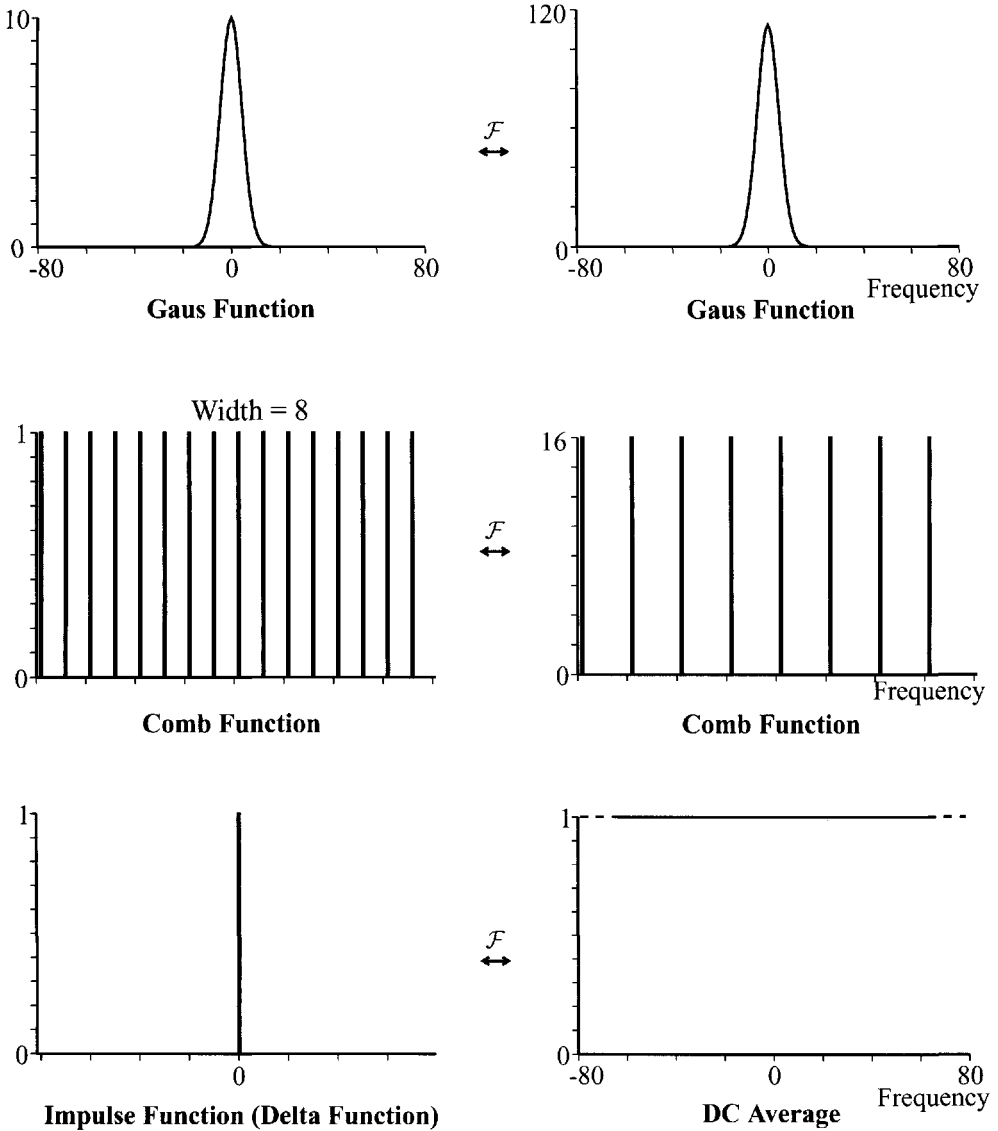 10
0
-80
0
80
Gaus Function
ℱ
↔
120
0
-80
0
80
Frequency
Gaus Function
Width = 8
1
0
Comb Function
ℱ
↔
16
0
Frequency
Comb Function
1
0
0
Impulse Function (Delta Function)
ℱ
↔
1
0
-80
0
80
Frequency
DC Average